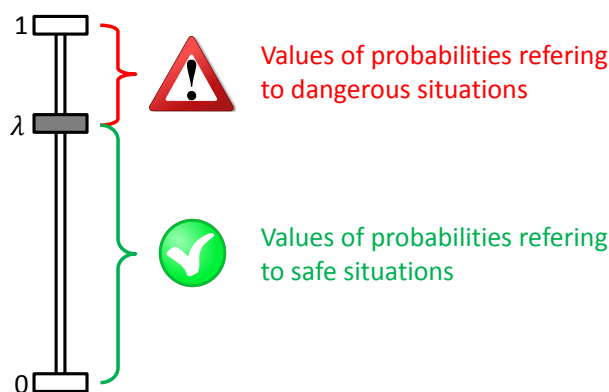 1
Values of probabilities refering
to dangerous situations
λ
Values of probabilities refering
to safe situations
0